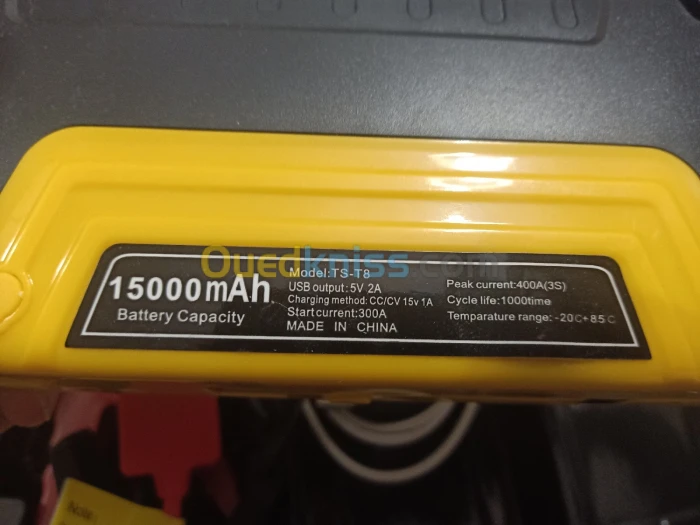 Ouedkniss.com
15000mAh
Battery Capacity
Model:TS-T8
USB output:5V 2A
Charging method:CC/CV 15v 1A
Start current:300A
MADE IN CHINA
Peak current:400A(3S)
Cycle life:1000time
Temparature range:-20C+85C
Note